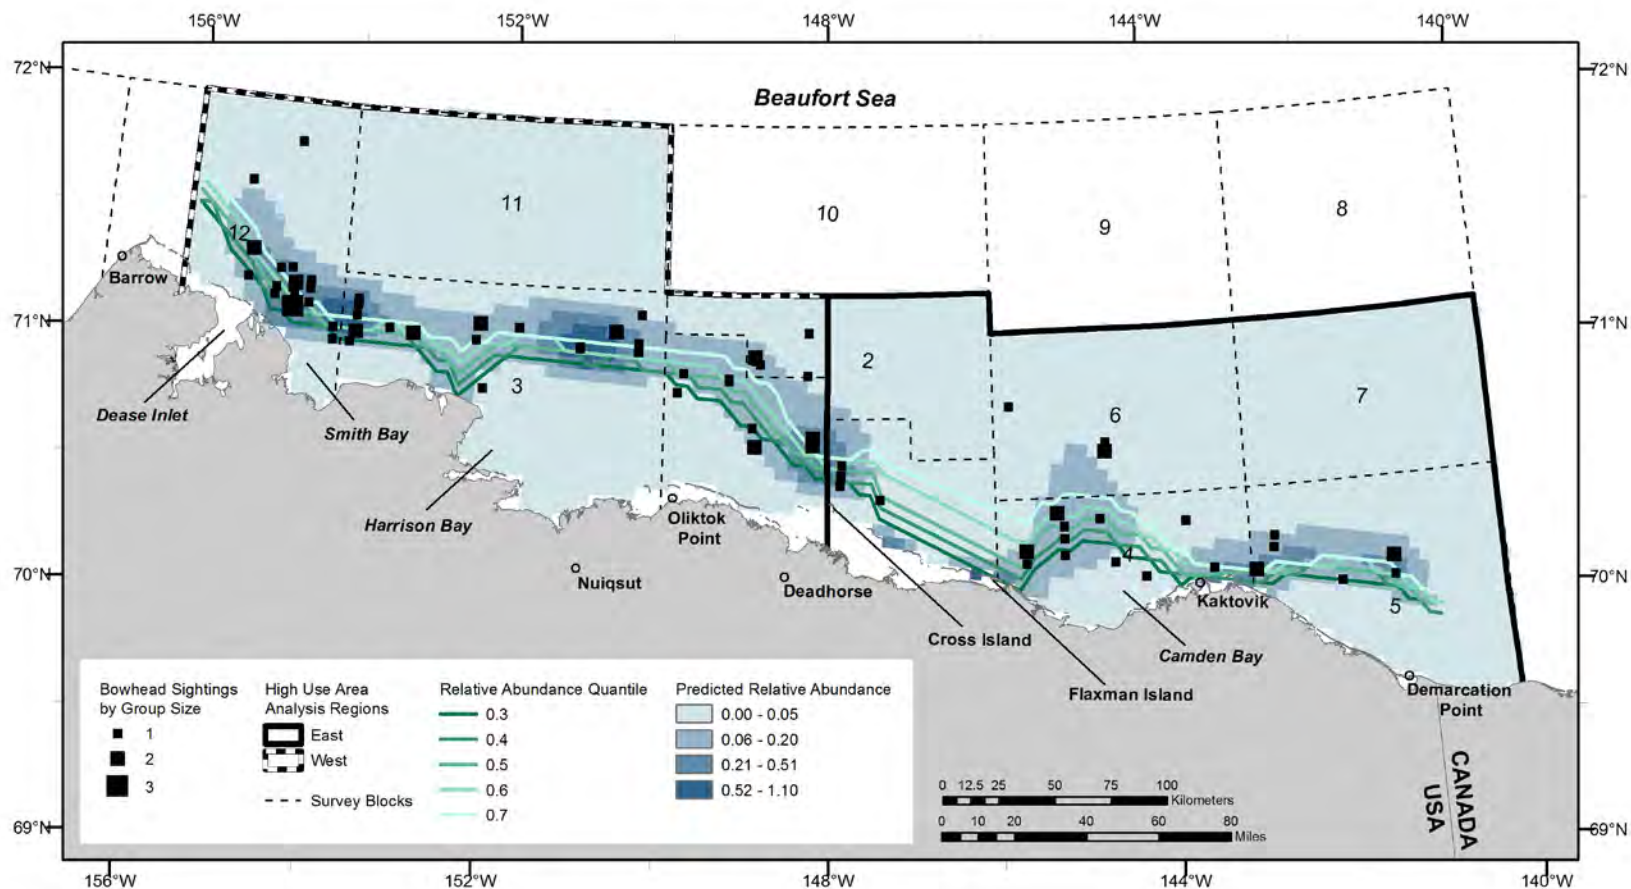 156°W
152°W
148°W
144°W
140°W
72°N
72°N
Beaufort Sea
11
10
9
8
12
Barrow
71°N
71°N
2
3
6
7
Dease Inlet
Smith Bay
Harrison Bay
Oliktok
Point
4
5
70°N
70°N
Nuiqsut
Deadhorse
Kaktovik
Cross Island
Camden Bay
Flaxman Island
Demarcation
Point
Bowhead Sightings
by Group Size
1
2
3
High Use Area
Analysis Regions
East
West
Survey Blocks
Relative Abundance Quantile
0.3
0.4
0.5
0.6
0.7
Predicted Relative Abundance
0.00 - 0.05
0.06 - 0.20
0.21 - 0.51
0.52 - 1.10
0 12.5 25 50 75 100
Kilometers
0 10 20 40 60 80
Miles
CANADA
USA
69°N
69°N
156°W
152°W
148°W
144°W
140°W